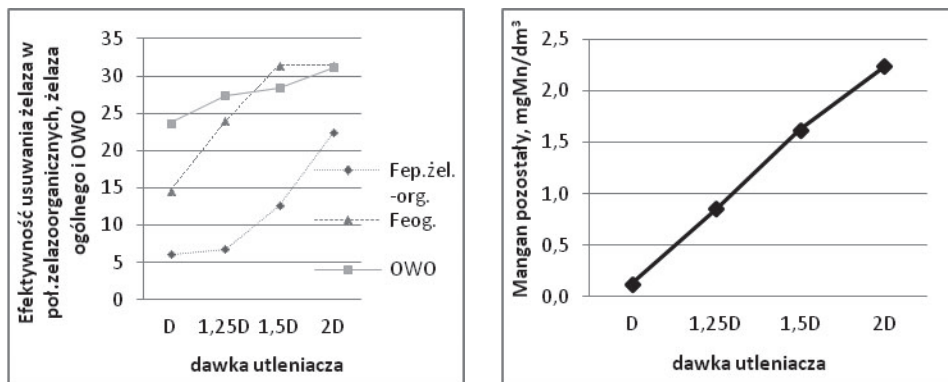 Efektywność usuwania żelaza w
poł.zelazoorganicznych, żelaza
ogólnego i OWO
35
30
25
20
15
10
5
0
D 1,25D 1,5D 2D
dawka utleniacza
Fep.żel.
-org.
Feog.
OWO
Mangan pozostały, mgMn/dm³
2,5
2,0
1,5
1,0
0,5
0,0
D 1,25D 1,5D 2D
dawka utleniacza